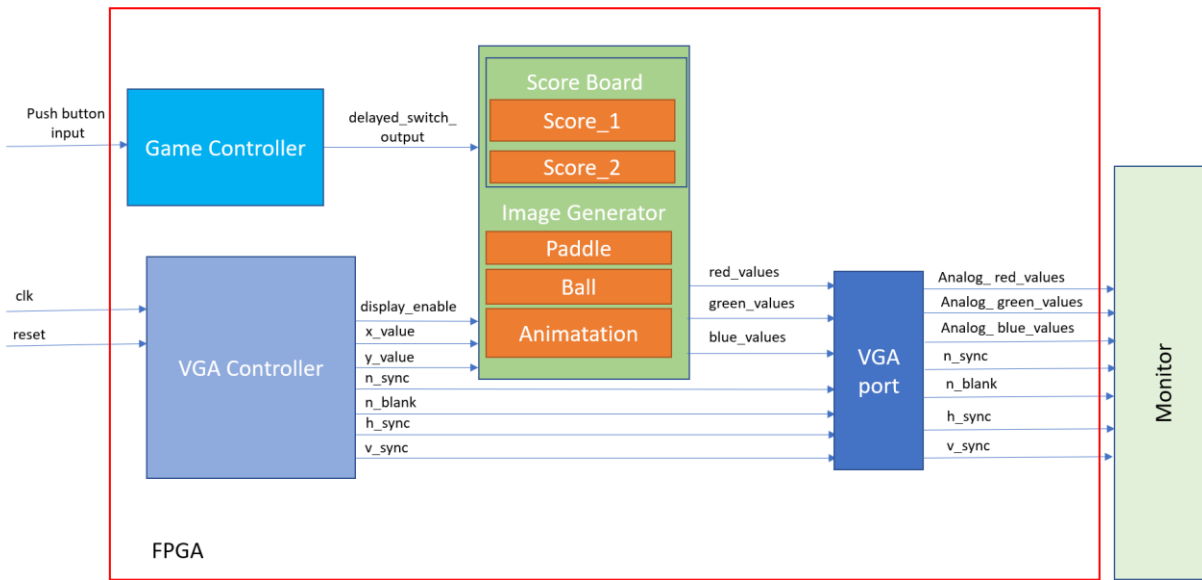 Push button
input
Game Controller
delayed_switch_
output
Score Board
Score_1
Score_2
Image Generator
Paddle
Ball
Animatation
clk
reset
VGA Controller
display_enable
x_value
y_value
n_sync
n_blank
h_sync
v_sync
red_values
green_values
blue_values
VGA
port
Analog_ red_values
Analog_ green_values
Analog_ blue_values
n_sync
n_blank
h_sync
v_sync
Monitor
FPGA